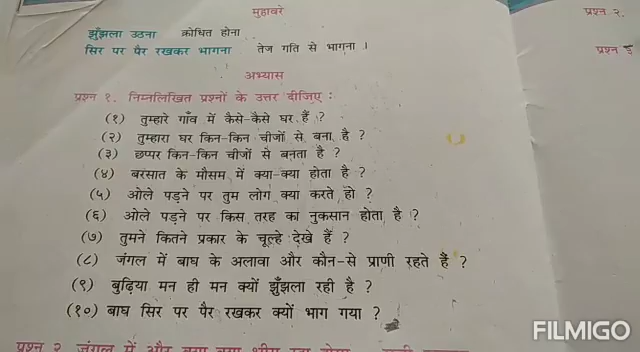 मुहावरे
झुँझला उठना क्रोधित होना
सिर पर पैर रखकर भागना तेज गति से भागना ।
अभ्यास
प्रश्न १. निम्नलिखित प्रश्नों के उत्तर दीजिए :
(१) तुम्हारे गाँव में कैसे-कैसे घर हैं ?
(२) तुम्हारा घर किन-किन चीजों से बना है ?
(३) छप्पर किन-किन चीजों से बनता है ?
(४) बरसात के मौसम में क्या-क्या होता है ?
(५) ओले पड़ने पर तुम लोग क्या करते हो ?
(६) ओले पड़ने पर किस तरह का नुकसान होता है ?
(७) तुमने कितने प्रकार के चूल्हे देखे हैं ?
(८) जंगल में बाघ के अलावा और कौन-से प्राणी रहते हैं ?
(९) बुढ़िया मन ही मन क्यों झुँझला रही है ?
(१०) बाघ सिर पर पैर रखकर क्यों भाग गया ?
प्रश्न २. जंगल में और
प्रश्न २.
प्रश्न ३
FILMIGO